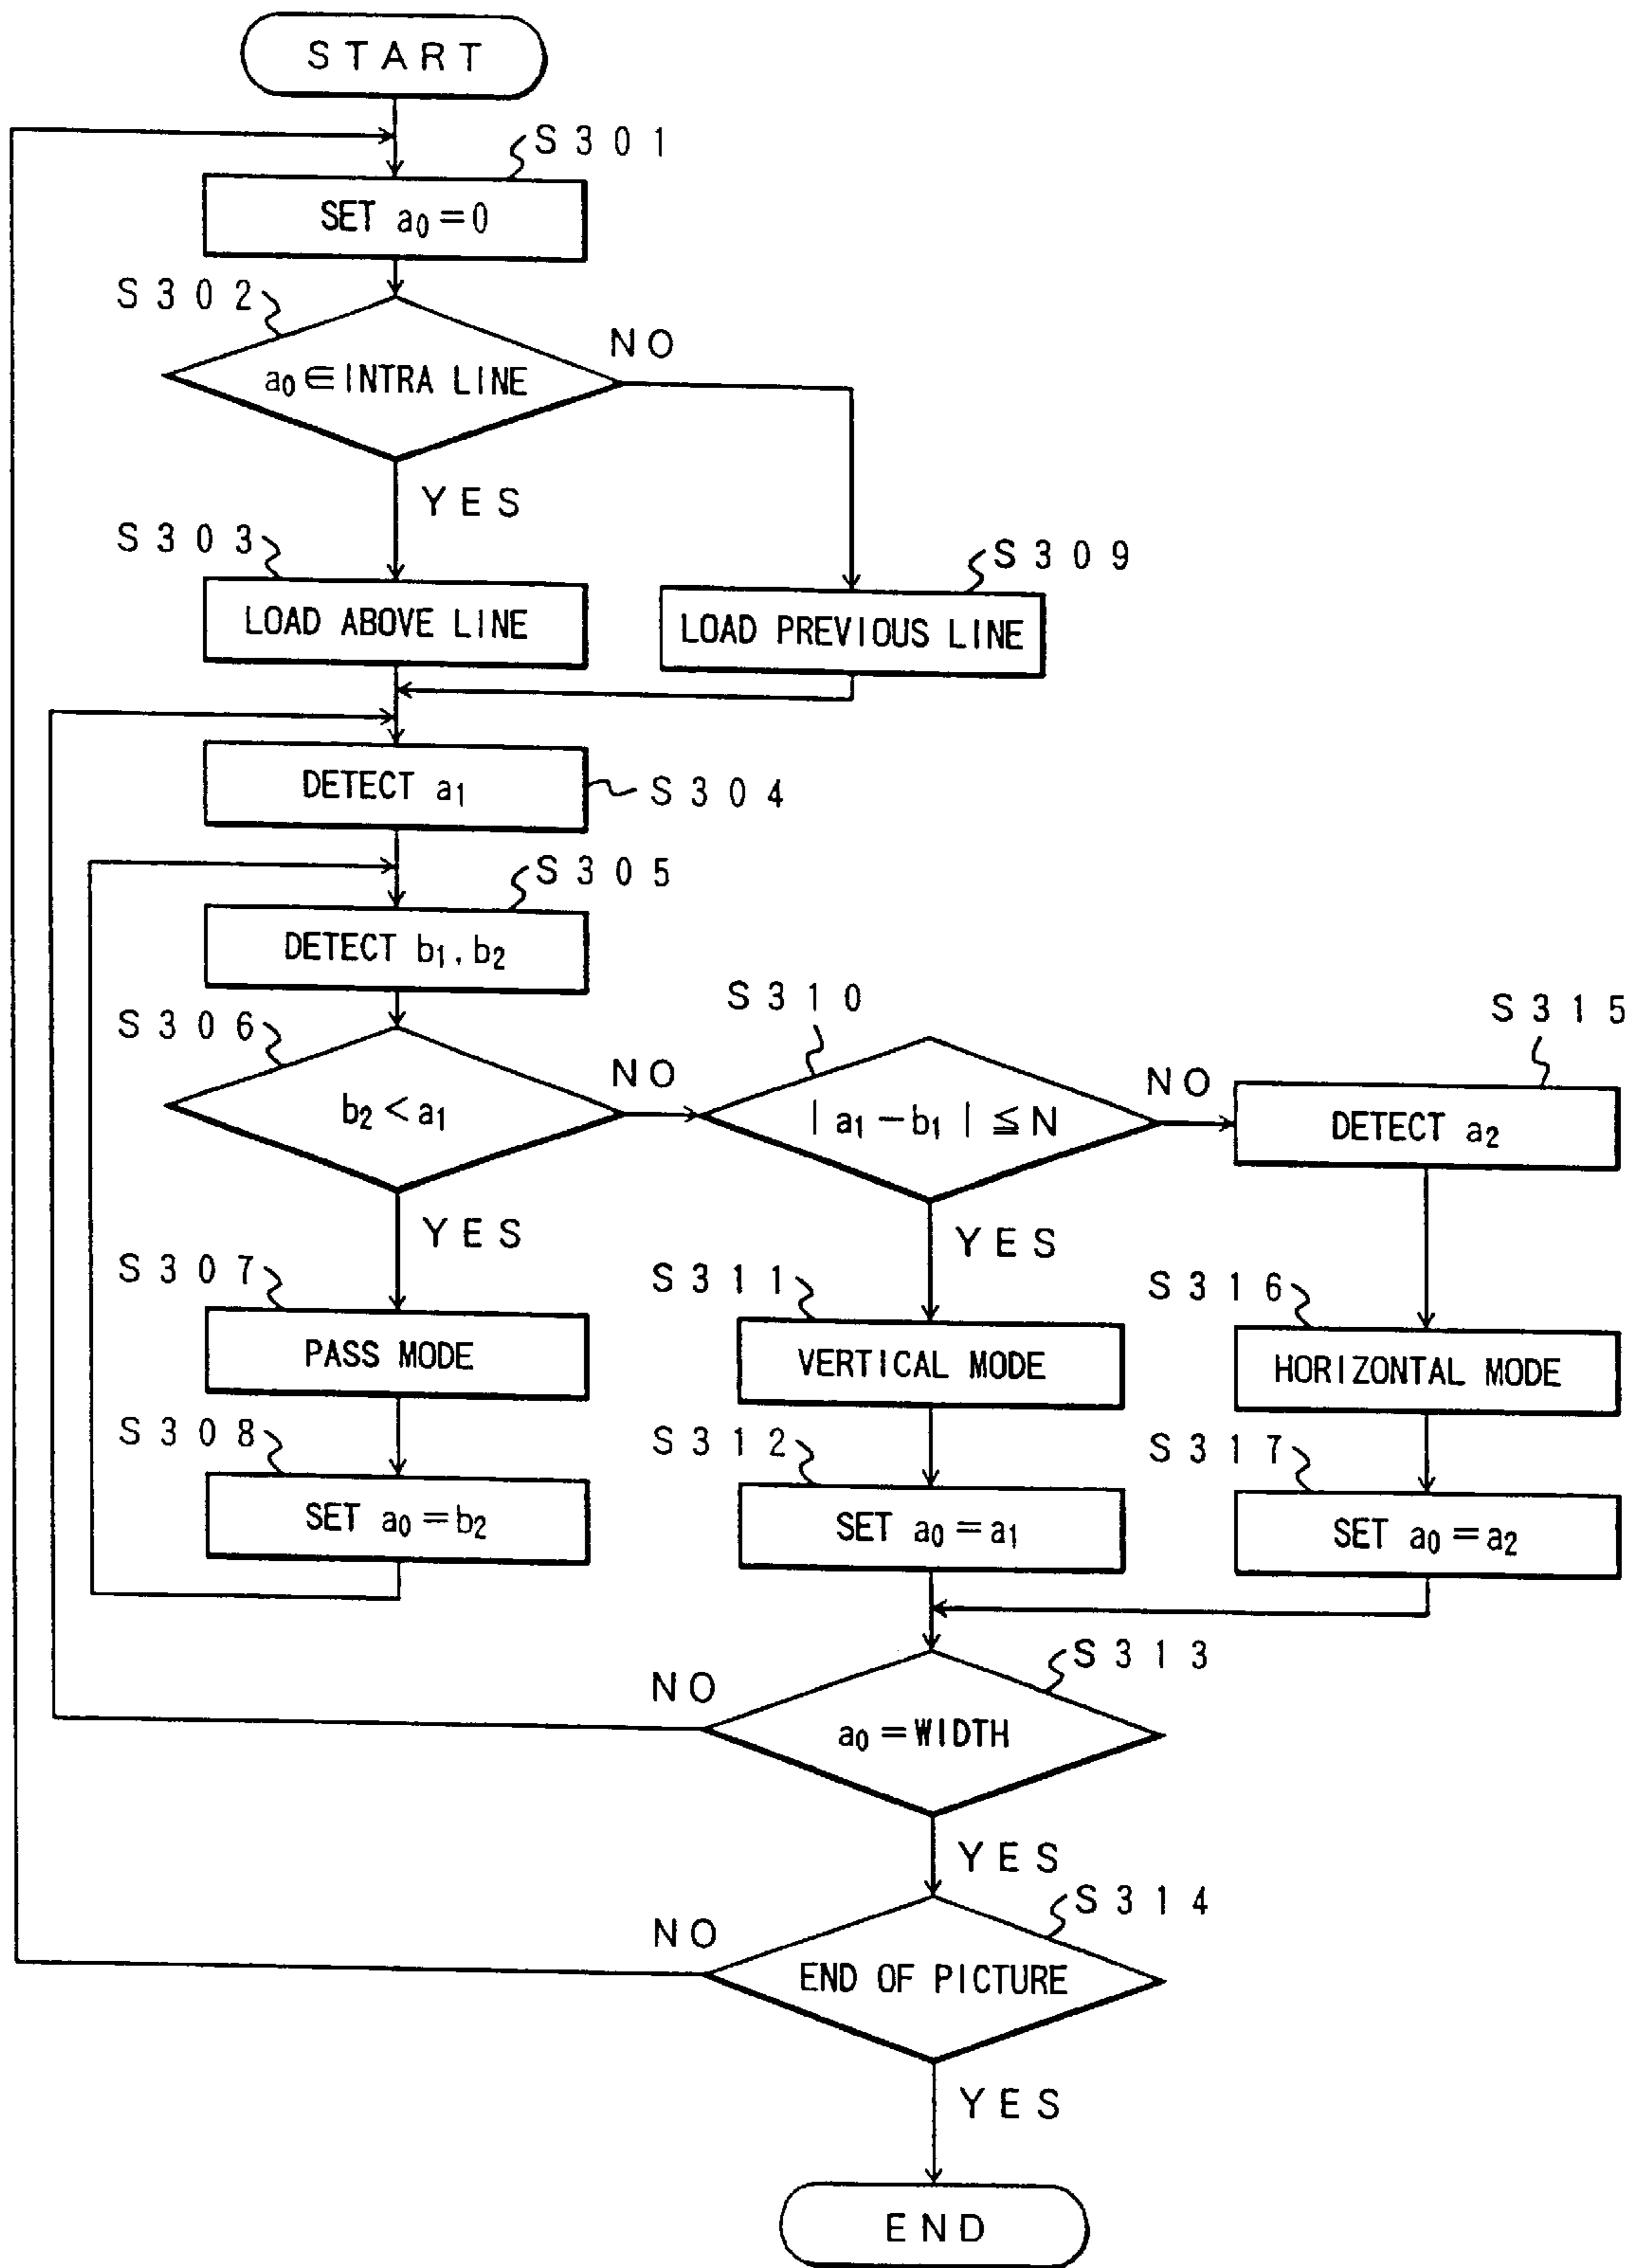 START
S301
SET a₀=0
S302
a₀∈INTRA LINE
NO
YES
S303
LOAD ABOVE LINE
S309
LOAD PREVIOUS LINE
DETECT a₁
S304
S305
DETECT b₁, b₂
S306
b₂<a₁
NO
S310
|a₁−b₁|≦N
NO
S315
DETECT a₂
YES
YES
S307
PASS MODE
S311
VERTICAL MODE
S316
HORIZONTAL MODE
S308
SET a₀=b₂
S312
SET a₀=a₁
S317
SET a₀=a₂
S313
NO
a₀=WIDTH
YES
S314
NO
END OF PICTURE
YES
END